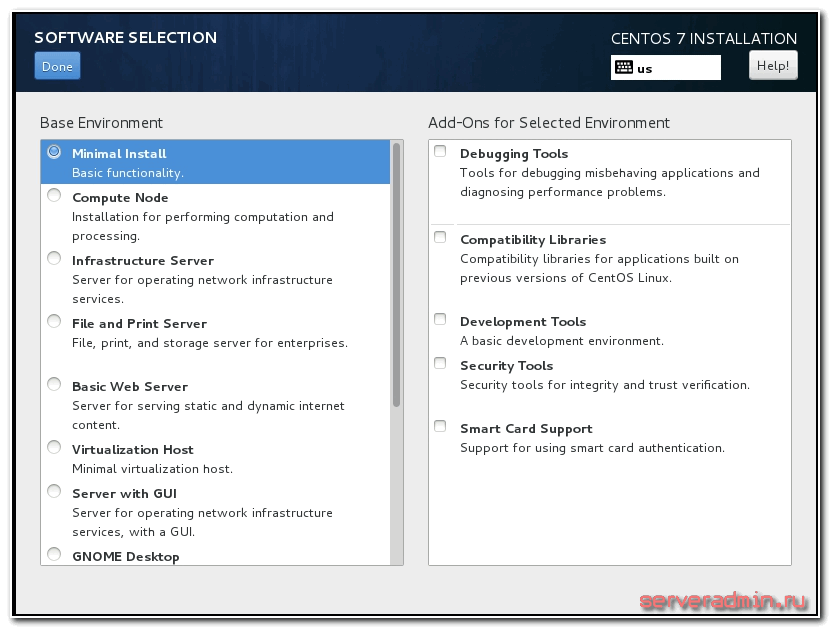 SOFTWARE SELECTION
Done
CENTOS 7 INSTALLATION
us
Help!
Base Environment
Minimal Install
Basic functionality.
Compute Node
Installation for performing computation and
processing.
Infrastructure Server
Server for operating network infrastructure
services.
File and Print Server
File, print, and storage server for enterprises.
Basic Web Server
Server for serving static and dynamic internet
content.
Virtualization Host
Minimal virtualization host.
Server with GUI
Server for operating network infrastructure
services, with a GUI.
GNOME Desktop
Add-Ons for Selected Environment
Debugging Tools
Tools for debugging misbehaving applications and
diagnosing performance problems.
Compatibility Libraries
Compatibility libraries for applications built on
previous versions of CentOS Linux.
Development Tools
A basic development environment.
Security Tools
Security tools for integrity and trust verification.
Smart Card Support
Support for using smart card authentication.
serveradmin.ru